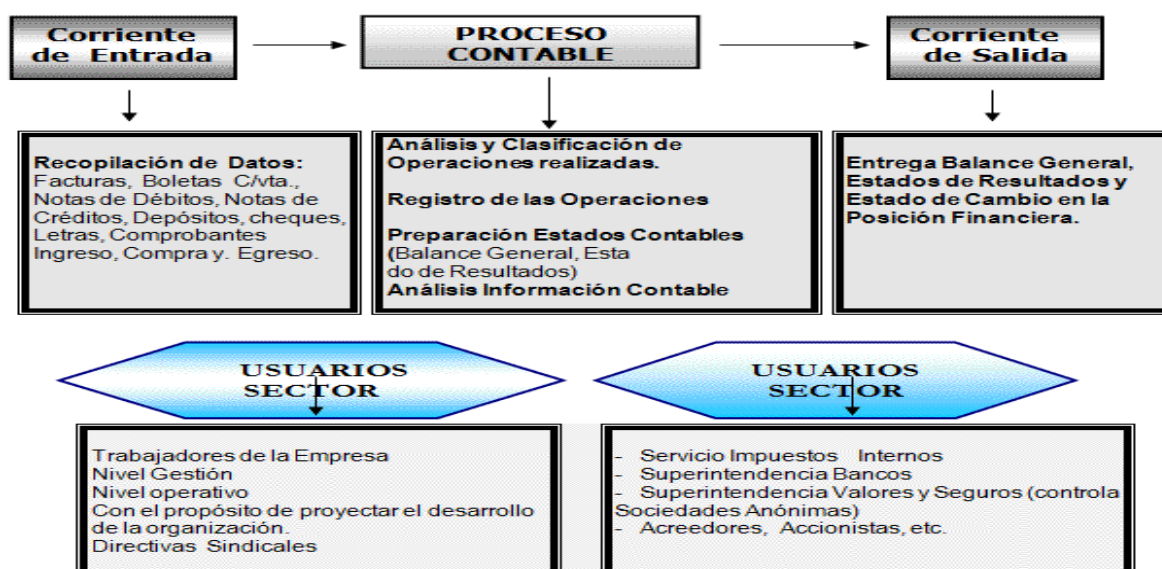 Corriente
de Entrada
PROCESO
CONTABLE
Corriente
de Salida
Recopilación de Datos:
Facturas, Boletas C/vta.,
Notas de Débitos, Notas de
Créditos, Depósitos, cheques,
Letras, Comprobantes
Ingreso, Compra y. Egreso.
Análisis y Clasificación de
Operaciones realizadas.
Registro de las Operaciones
Preparación Estados Contables
(Balance General, Esta
do de Resultados)
Análisis Información Contable
Entrega Balance General,
Estados de Resultados y
Estado de Cambio en la
Posición Financiera.
USUARIOS
SECTOR
USUARIOS
SECTOR
Trabajadores de la Empresa
Nivel Gestión
Nivel operativo
Con el propósito de proyectar el desarrollo
de la organización.
Directivas Sindicales
- Servicio Impuestos Internos
- Superintendencia Bancos
- Superintendencia Valores y Seguros (controla
Sociedades Anónimas)
- Acreedores, Accionistas, etc.